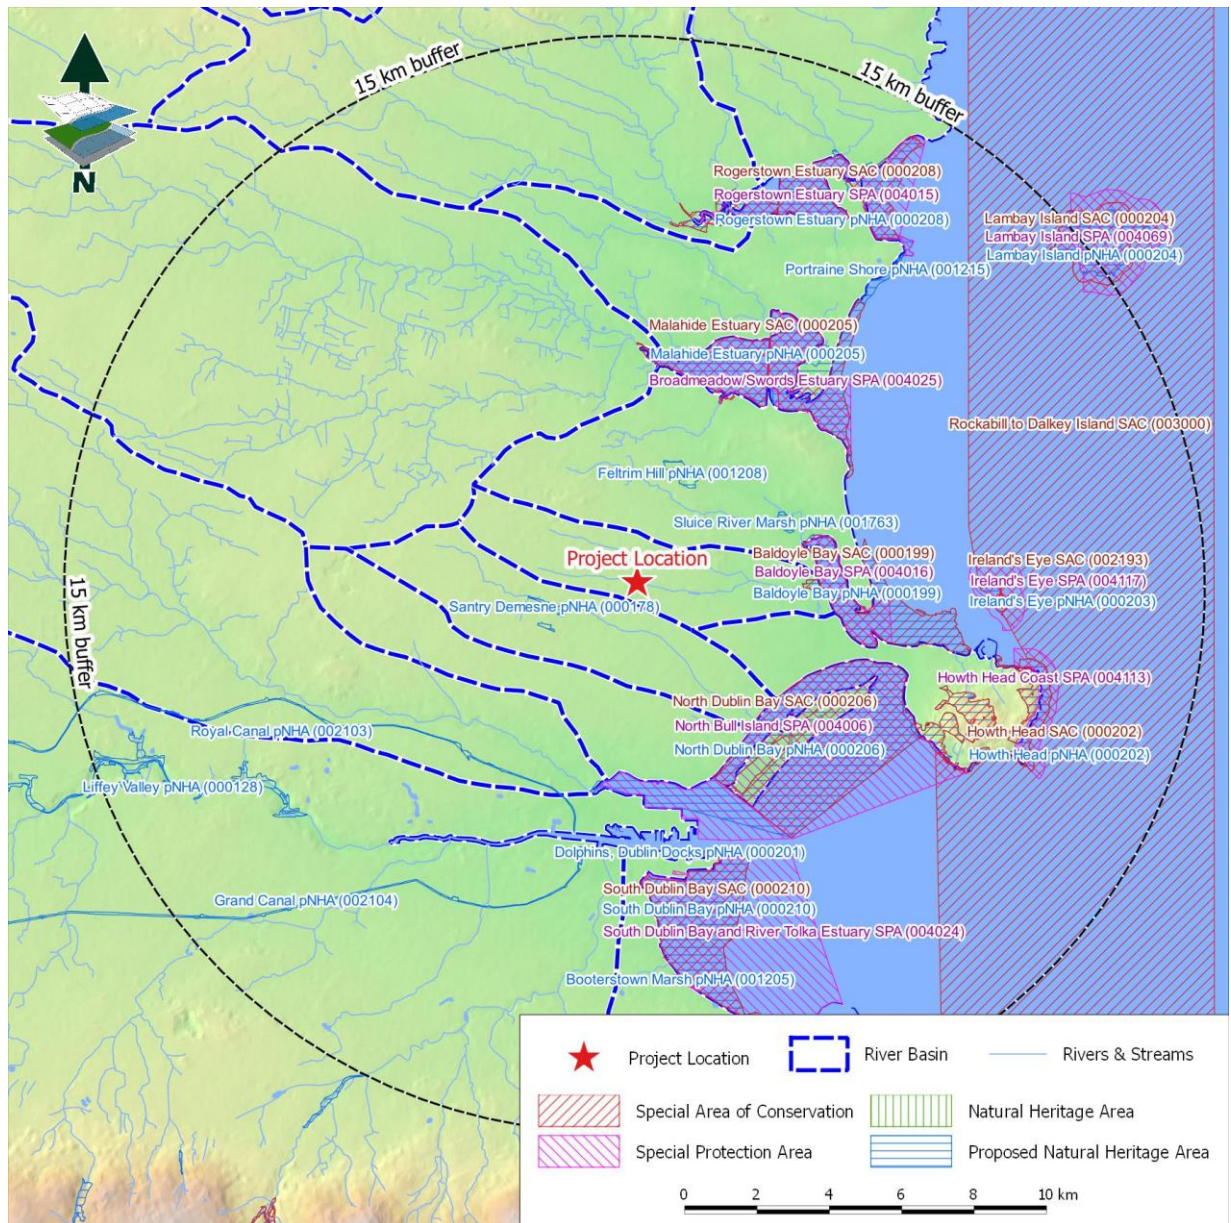 15 km buffer
15 km buffer
N
Rogerstown Estuary SAC (000208)
Rogerstown Estuary SPA (004015)
Rogerstown Estuary pNHA (000208)
Lambay Island SAC (000204)
Lambay Island SPA (004069)
Lambay Island pNHA (000204)
Portraine Shore pNHA (001215)
Malahide Estuary SAC (000205)
Malahide Estuary pNHA (000205)
Broadmeadow/Swords Estuary SPA (004025)
Rockabill to Dalkey Island SAC (003000)
Feltrim Hill pNHA (001208)
Sluice River Marsh pNHA (001763)
Project Location
Baldoyle Bay SAC (000199)
Baldoyle Bay SPA (004016)
Baldoyle Bay pNHA (000199)
Ireland's Eye SAC (002193)
Ireland's Eye SPA (004117)
Ireland's Eye pNHA (000203)
15 km buffer
Santry Demesne pNHA (000178)
Howth Head Coast SPA (004113)
North Dublin Bay SAC (000206)
North Bull Island SPA (004006)
North Dublin Bay pNHA (000206)
Howth Head SAC (000202)
Howth Head pNHA (000202)
Royal Canal pNHA (002103)
Liffey Valley pNHA (000128)
Dolphins, Dublin Docks pNHA (000201)
Grand Canal pNHA (002104)
South Dublin Bay SAC (000210)
South Dublin Bay pNHA (000210)
South Dublin Bay and River Tolka Estuary SPA (004024)
Booterstown Marsh pNHA (001205)
Project Location
River Basin
Rivers & Streams
Special Area of Conservation
Natural Heritage Area
Special Protection Area
Proposed Natural Heritage Area
0 2 4 6 8 10 km